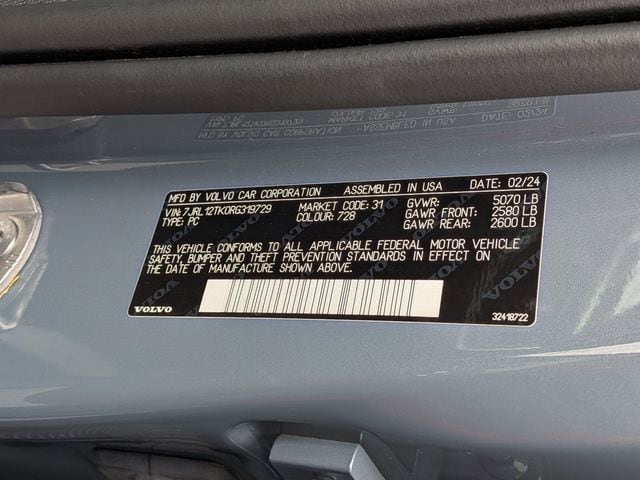 MFD BY VOLVO CAR CORPORATION ASSEMBLED IN USA DATE: 02/24
VIN: 7JRL12TK0RG319729 MARKET CODE: 31 GVWR: 5070 LB
TYPE: PC COLOUR: 728 GAWR FRONT: 2580 LB
GAWR REAR: 2600 LB
THIS VEHICLE CONFORMS TO ALL APPLICABLE FEDERAL MOTOR VEHICLE
SAFETY, BUMPER AND THEFT PREVENTION STANDARDS IN EFFECT ON
THE DATE OF MANUFACTURE SHOWN ABOVE.
VOLVO 32418722